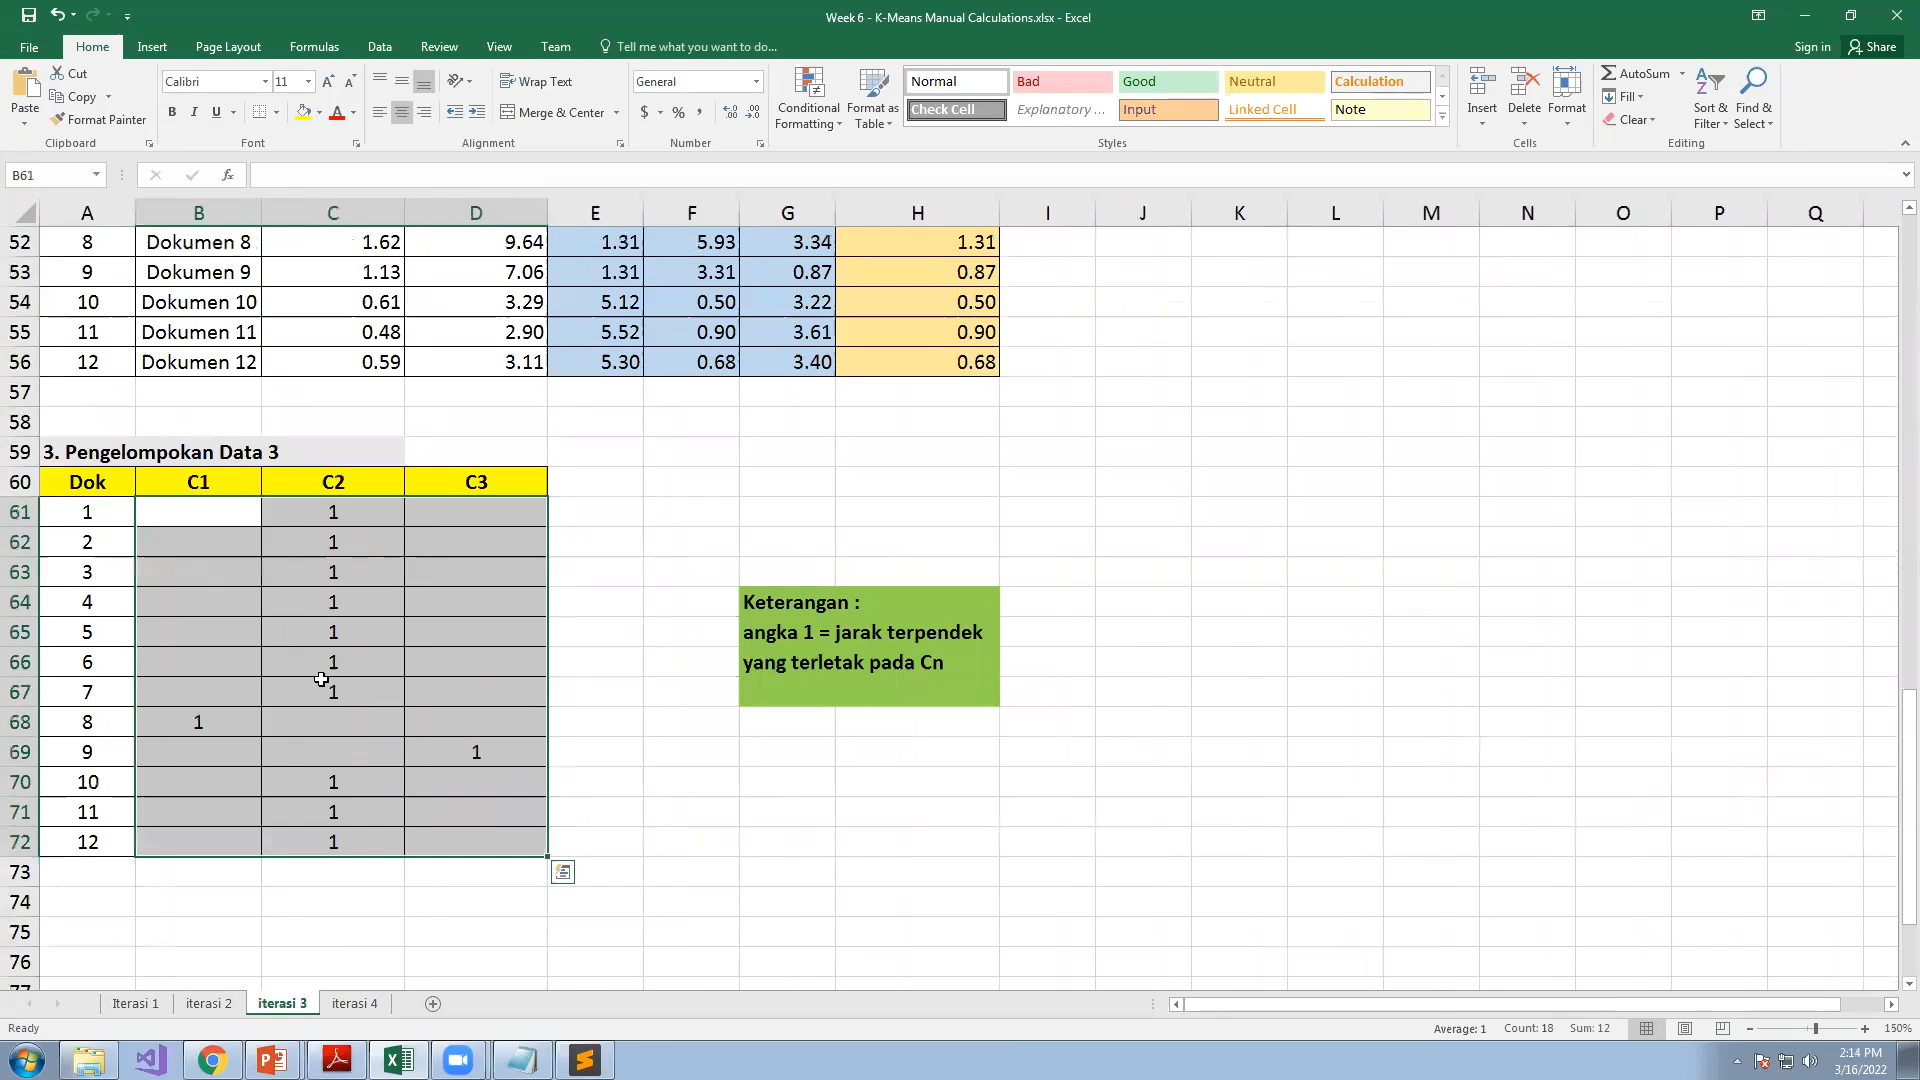 Week 6 - K-Means Manual Calculations.xlsx - Excel
File Home Insert Page Layout Formulas Data Review View Team Tell me what you want to do... Sign in Share
Paste Cut Copy Format Painter Clipboard
Calibri 11 Font
Wrap Text Merge & Center Alignment
General Number
Conditional Formatting Format as Table
Normal Bad Good Neutral Calculation
Check Cell Explanatory ... Input Linked Cell Note
Styles
Insert Delete Format Cells
AutoSum Fill Clear Sort & Filter Find & Select Editing
B61 fx
A B C D E F G H I J K L M N O P Q
52 8 Dokumen 8 1.62 9.64 1.31 5.93 3.34 1.31
53 9 Dokumen 9 1.13 7.06 1.31 3.31 0.87 0.87
54 10 Dokumen 10 0.61 3.29 5.12 0.50 3.22 0.50
55 11 Dokumen 11 0.48 2.90 5.52 0.90 3.61 0.90
56 12 Dokumen 12 0.59 3.11 5.30 0.68 3.40 0.68
57
58
59 3. Pengelompokan Data 3
60 Dok C1 C2 C3
61 1 1
62 2 1
63 3 1
64 4 1 Keterangan :
65 5 1 angka 1 = jarak terpendek
66 6 1 yang terletak pada Cn
67 7 1
68 8 1
69 9 1
70 10 1
71 11 1
72 12 1
73
74
75
76
Iterasi 1 iterasi 2 iterasi 3 iterasi 4
Ready Average: 1 Count: 18 Sum: 12 150%
2:14 PM
3/16/2022